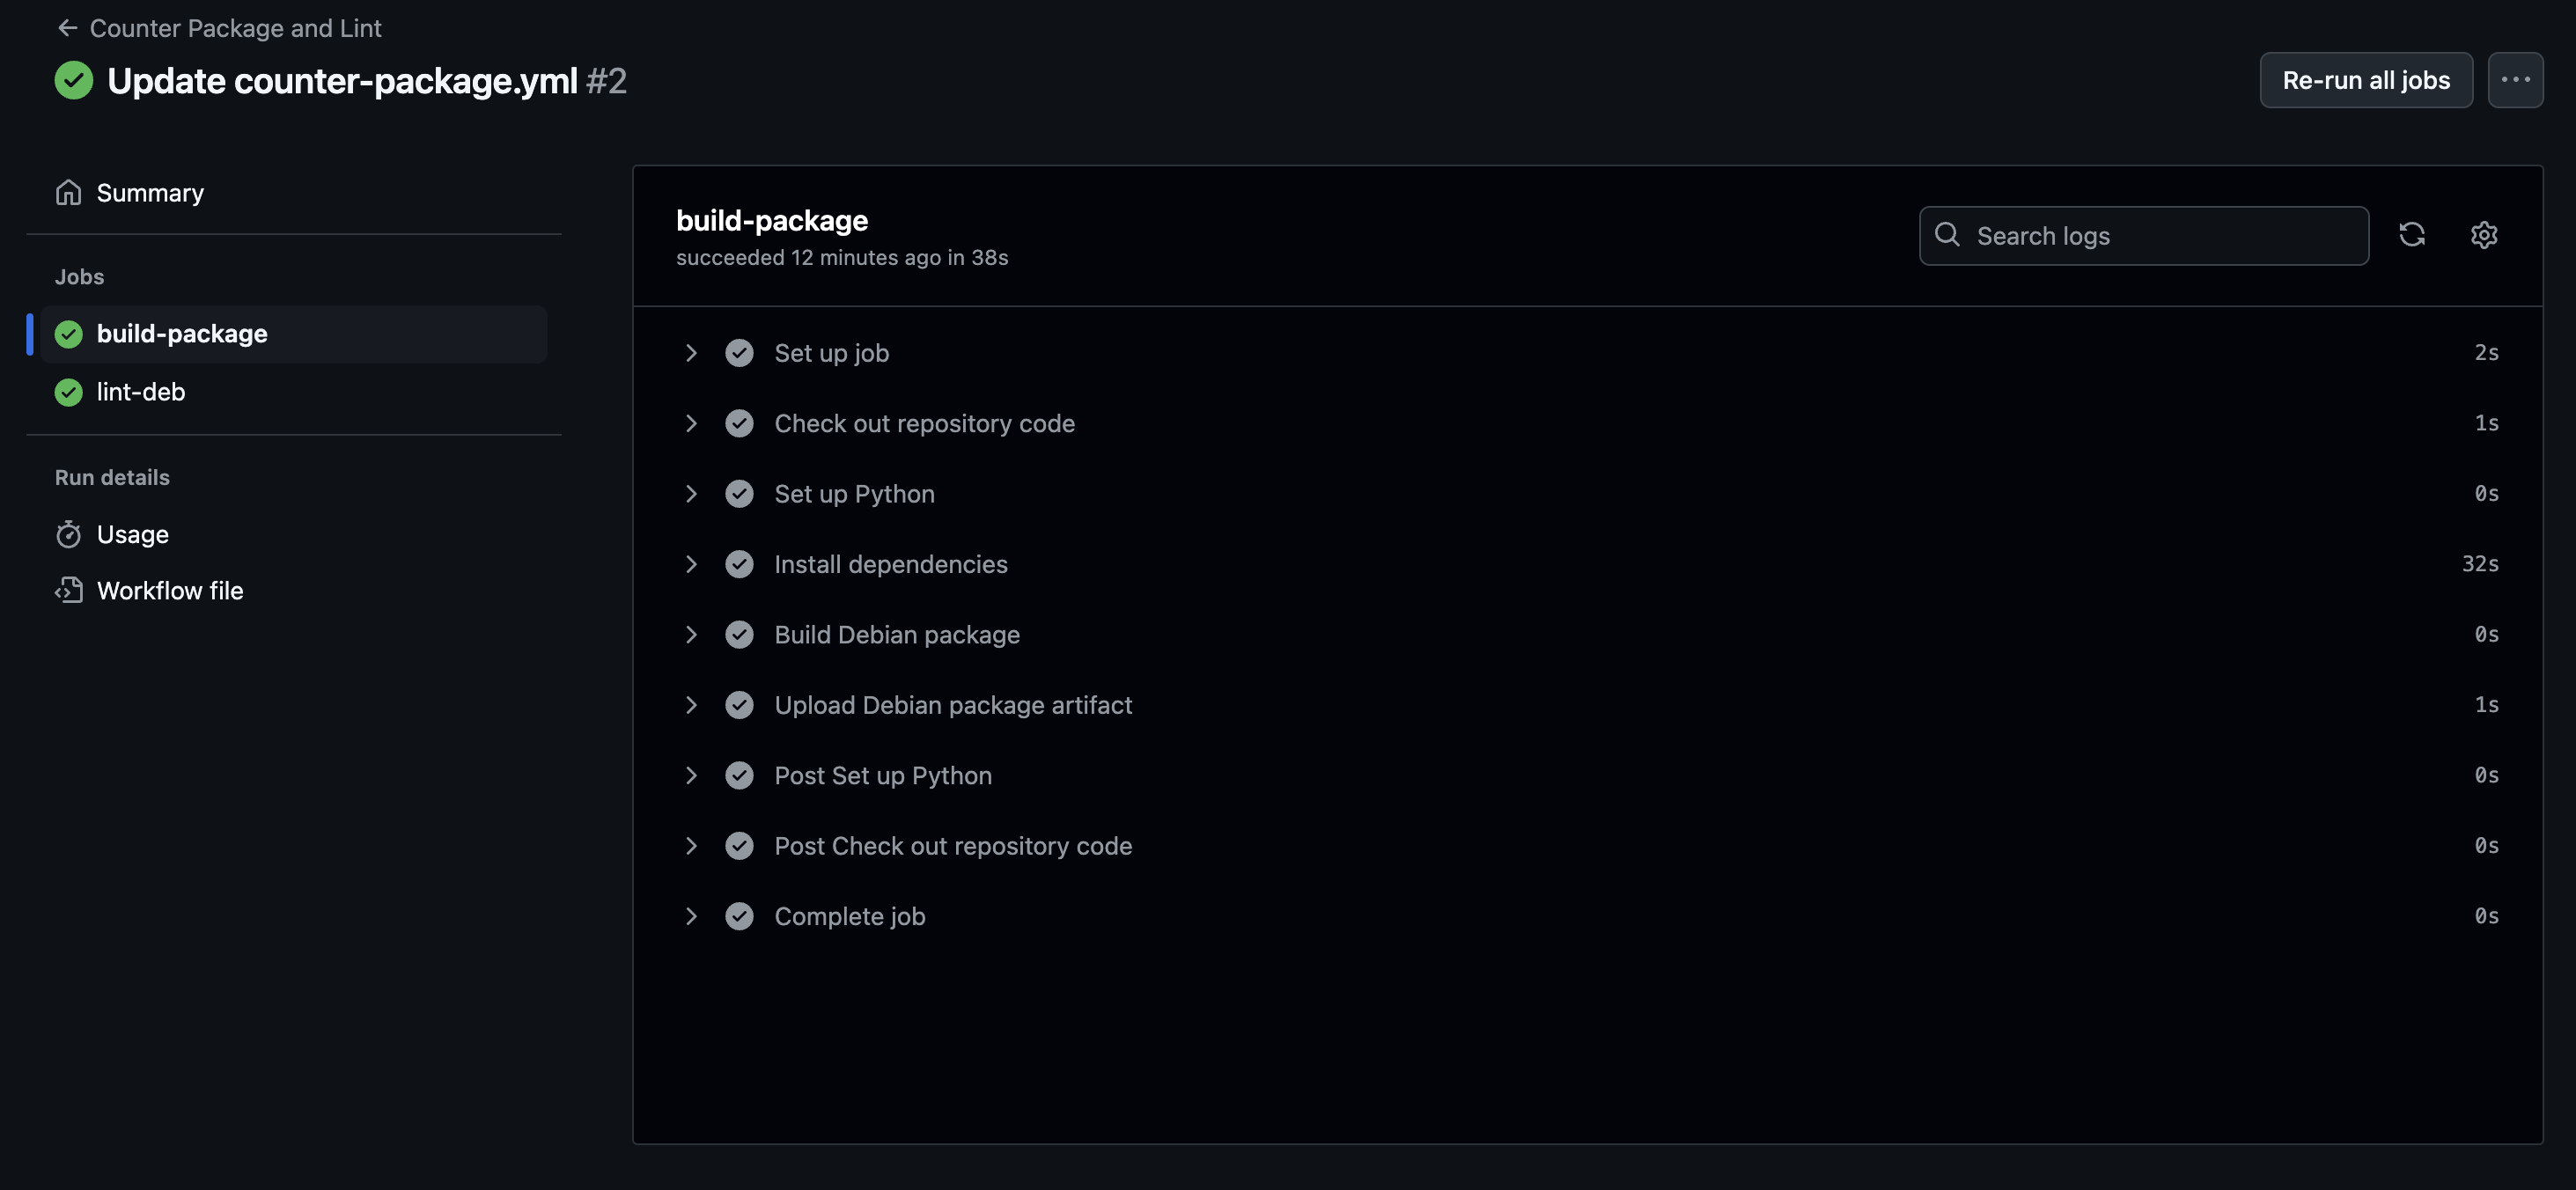 Counter Package and Lint
Update counter-package.yml #2
Re-run all jobs
Summary
Jobs
build-package
lint-deb
Run details
Usage
Workflow file
build-package
succeeded 12 minutes ago in 38s
Search logs
Set up job 2s
Check out repository code 1s
Set up Python 0s
Install dependencies 32s
Build Debian package 0s
Upload Debian package artifact 1s
Post Set up Python 0s
Post Check out repository code 0s
Complete job 0s